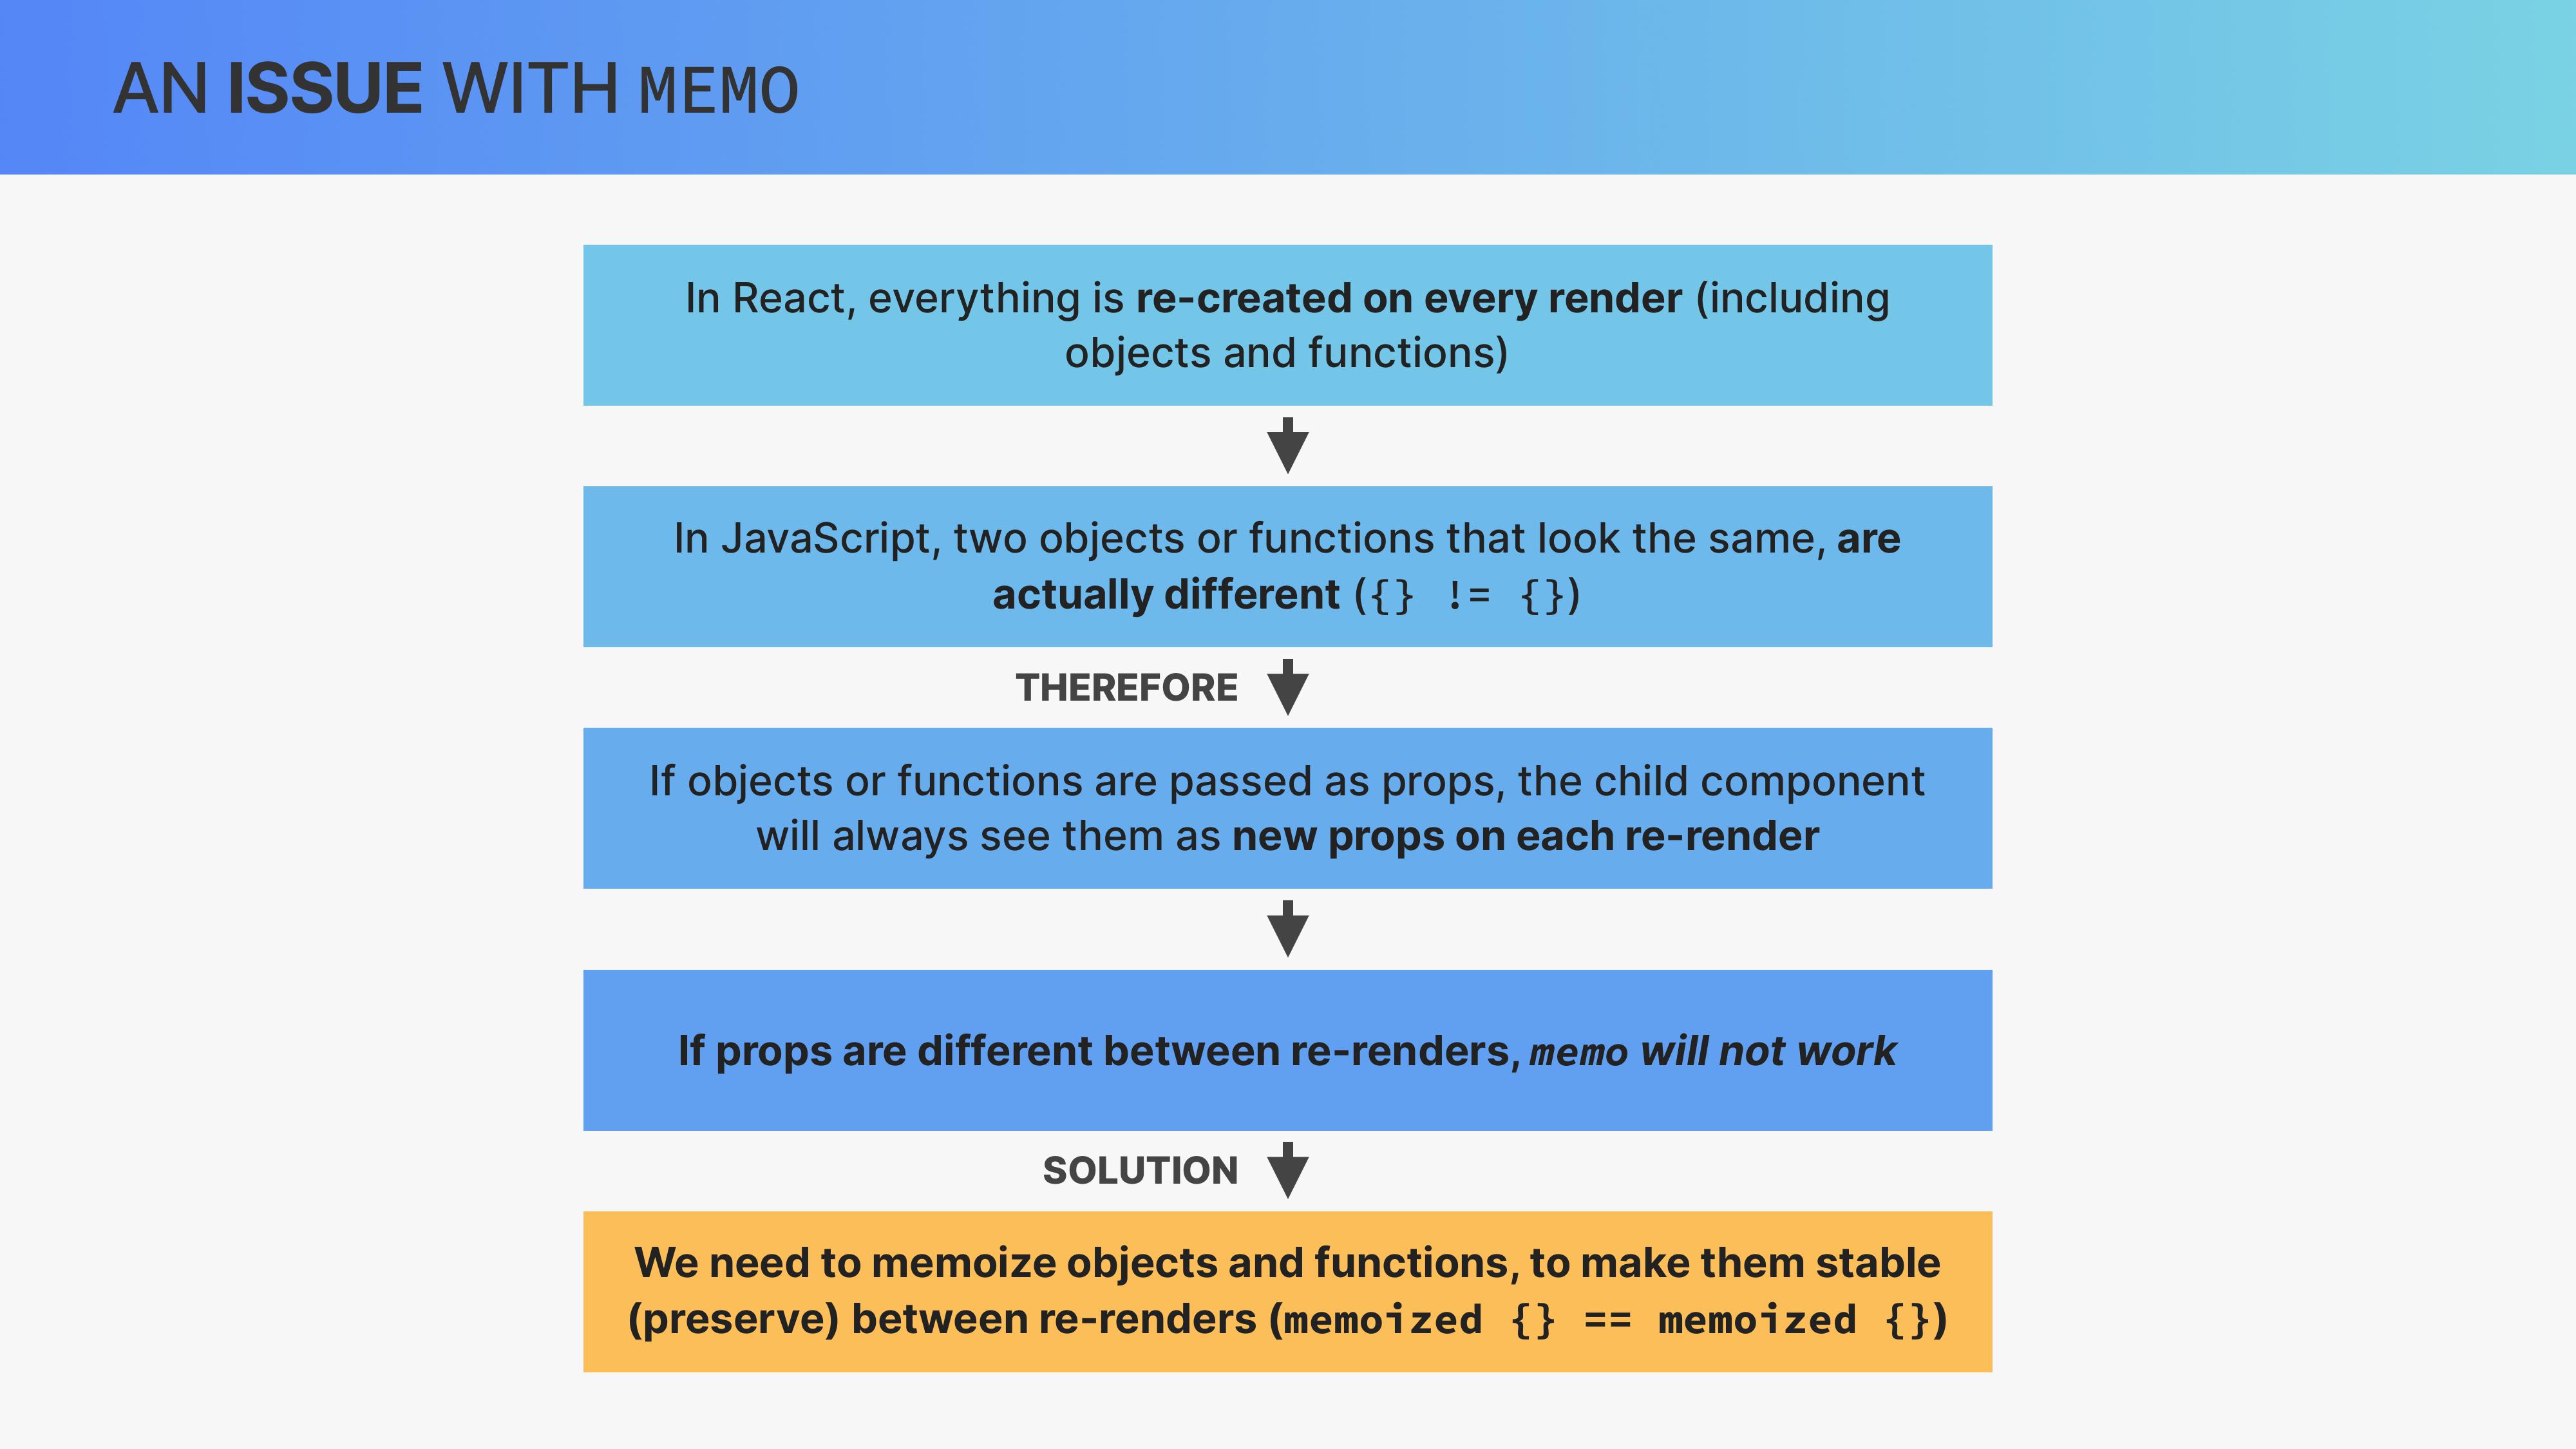 AN ISSUE WITH MEMO
In React, everything is re-created on every render (including
objects and functions)
In JavaScript, two objects or functions that look the same, are
actually different ({} != {})
THEREFORE
If objects or functions are passed as props, the child component
will always see them as new props on each re-render
If props are different between re-renders, memo will not work
SOLUTION
We need to memoize objects and functions, to make them stable
(preserve) between re-renders (memoized {} == memoized {})